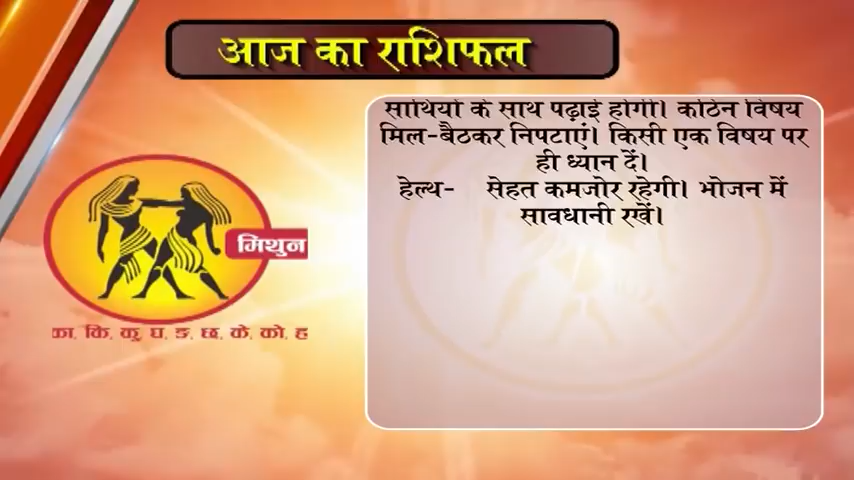 आज का राशिफल
साथियों के साथ पढ़ाई होगी। कठिन विषय
मिल-बैठकर निपटाएं। किसी एक विषय पर
ही ध्यान दें।
हेल्थ- सेहत कमजोर रहेगी। भोजन में
सावधानी रखें।
मिथुन
का, कि, कु, घ, ङ, छ, के, को, ह